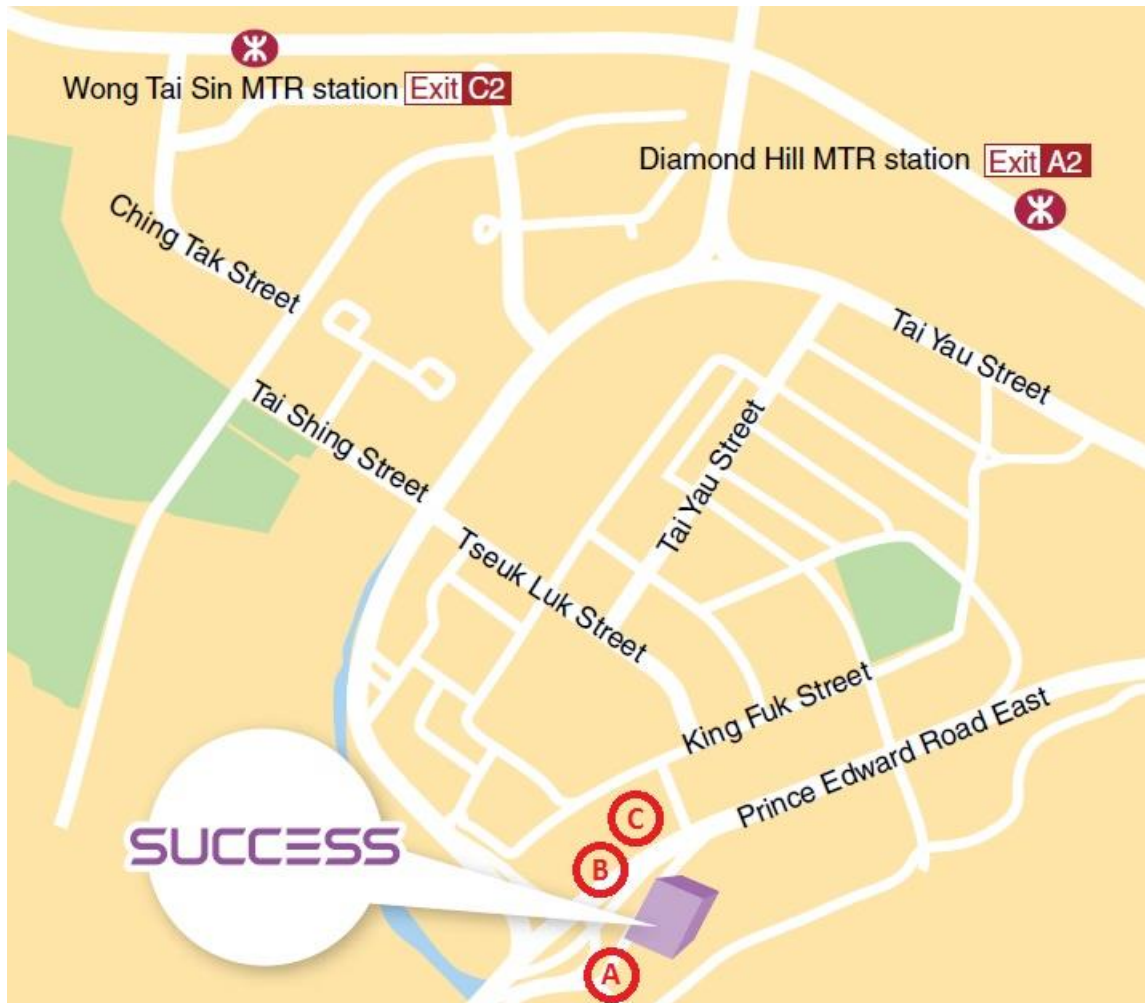 Wong Tai Sin MTR station Exit C2
Diamond Hill MTR station Exit A2
Ching Tak Street
Tai Yau Street
Tai Shing Street
Tai Yau Street
Tseuk Luk Street
King Fuk Street
Prince Edward Road East
SUCCESS
C
B
A